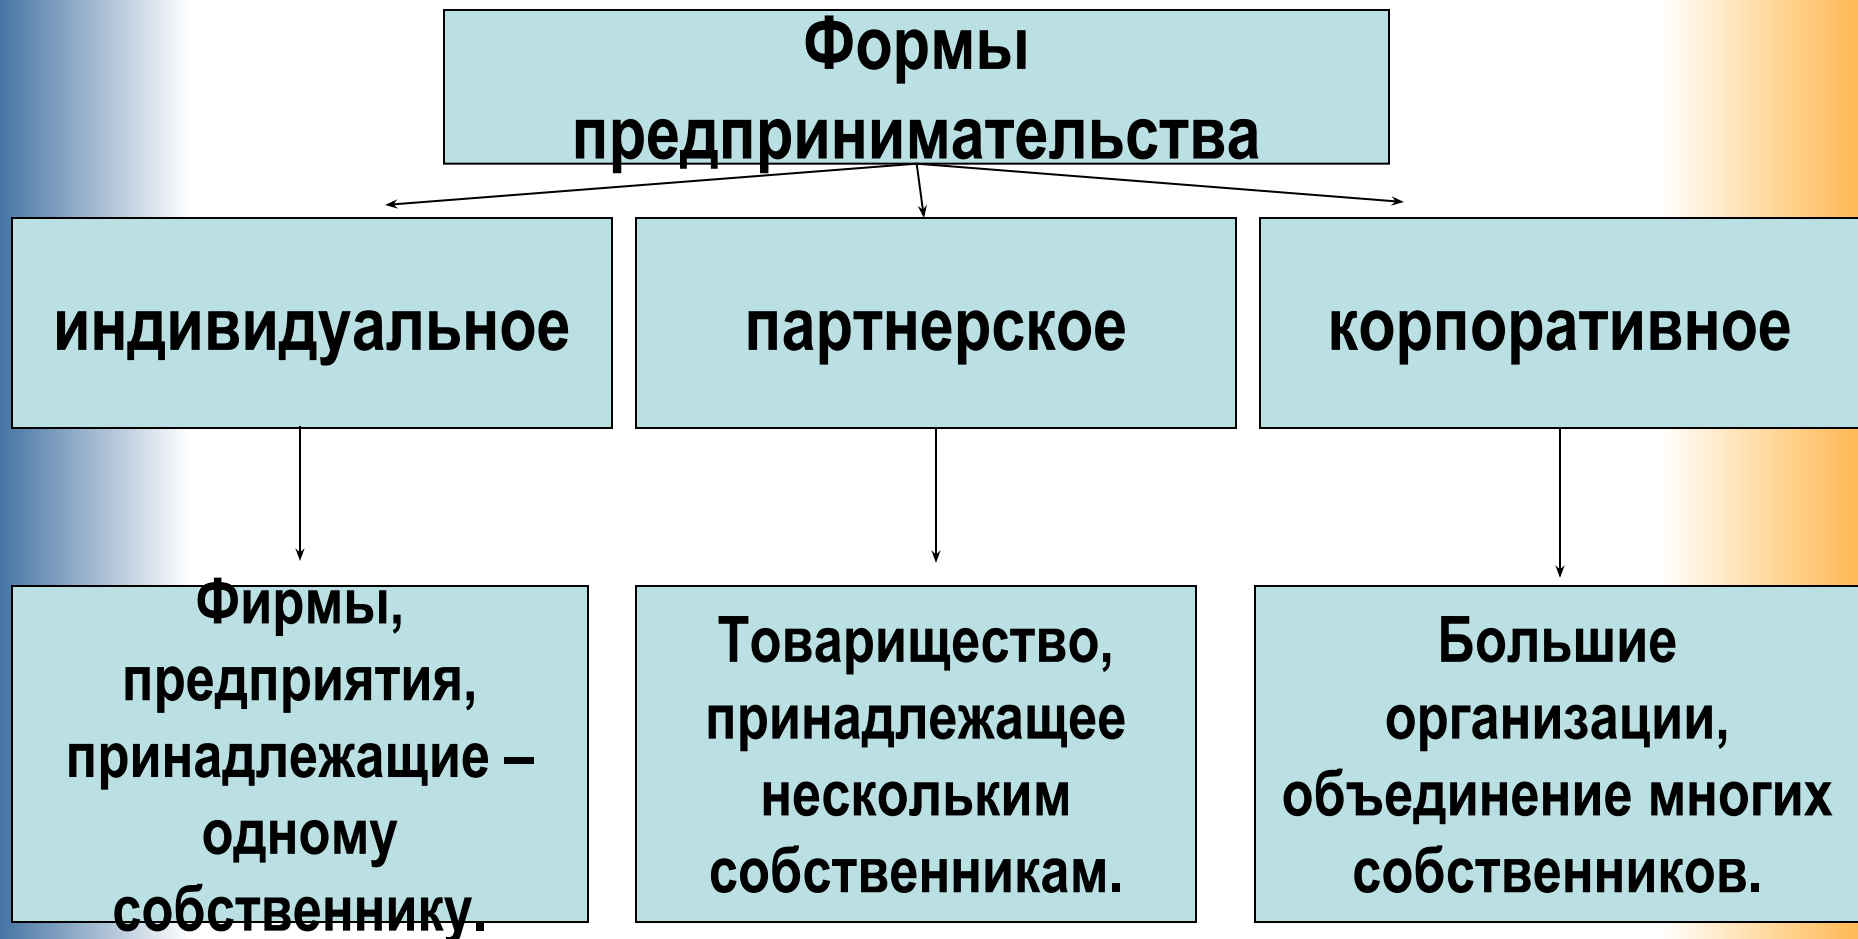 Формы
предпринимательства
индивидуальное
партнерское
корпоративное
Фирмы,
предприятия,
принадлежащие –
одному
собственнику.
Товарищество,
принадлежащее
нескольким
собственникам.
Большие
организации,
объединение многих
собственников.